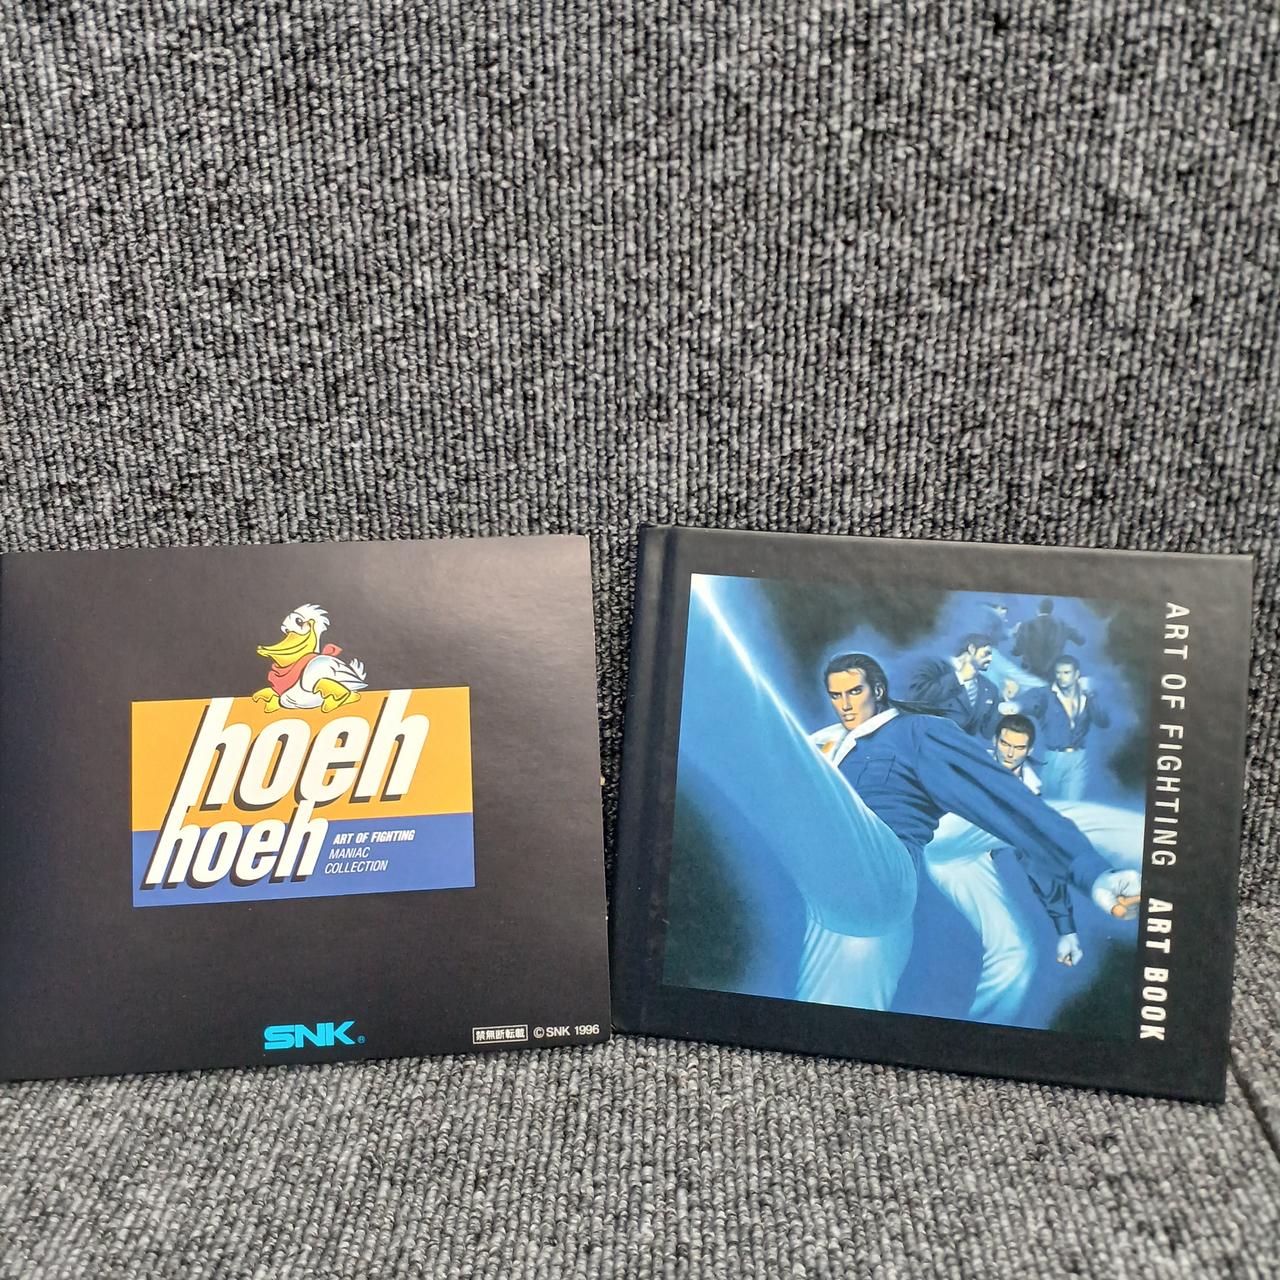 hoeh
hoeh
ART OF FIGHTING
MANIAC
COLLECTION
SNK®
禁無断転載 © SNK 1996
ART OF FIGHTING ART BOOK